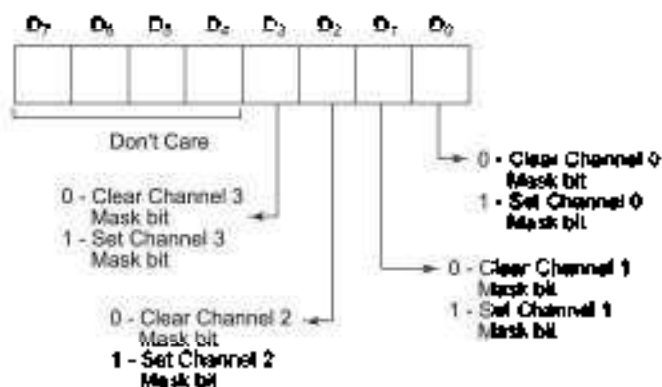 D7 D6 D5 D4 D3 D2 D1 D0
Don't Care
0 - Clear Channel 0
Mask bit
1 - Set Channel 0
Mask bit
0 - Clear Channel 3
Mask bit
1 - Set Channel 3
Mask bit
0 - Clear Channel 1
Mask bit
1 - Set Channel 1
Mask bit
0 - Clear Channel 2
Mask bit
1 - Set Channel 2
Mask bit